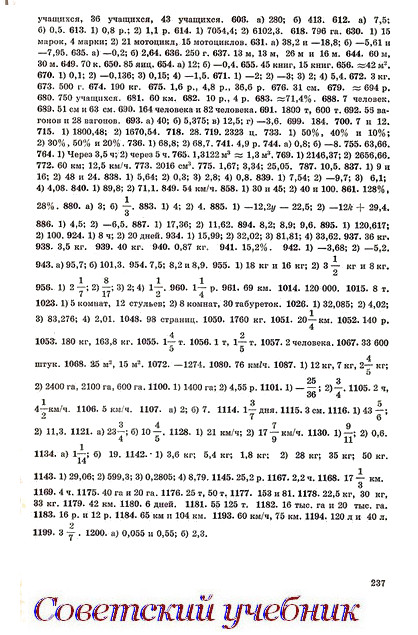 учащихся, 36 учащихся, 43 учащихся. 606. а) 280; б) 413. 612. а) 7,5;
б) 0,5. 613. 1) 0,8 р.; 2) 1,1 р. 614. 1) 7054,4; 2) 6102,3. 618. 796 га. 630. 1) 15
марок, 4 марки; 2) 21 мотоцикл, 15 мотоциклов. 631. а) 38,2 и —18,8; б) —5,61 и
—7,95. 635. а) —0,2; б) 2,64. 636. 250 г. 637. 13 м, 13 м, 26 м и 16 м. 644. 60 м,
30 м. 649. 70 к. 650. 85 яиц. 654. а) 12; б) —0,4. 655. 45 книг, 15 книг. 656. ≈42 м².
670. 1) 0,1; 2) —0,136; 3) 0,15; 4) —1,5. 671. 1) —2; 2) —3; 3) 2; 4) 5,4. 672. 3 кг.
673. 500 г. 674. 190 кг. 675. 1,6 р., 4,8 р., 36,6 р. 676. 31 см. 679. ≈ 694 р.
680. 750 учащихся. 681. 60 км. 682. 10 р., 4 р. 683. ≈71,4%. 688. 7 человек.
689. 51 см и 63 см. 690. 164 человека и 82 человека. 691. 1800 т, 600 т. 692. 56 ва-
гонов и 28 вагонов. 693. а) 40; б) 5,375; в) 12,5; г) —3,6. 699. 184. 700. 7 и 12.
715. 1) 1800,48; 2) 1670,54. 718. 28. 719. 2323 ц. 733. 1) 50%, 40% и 10%;
2) 30%, 50% и 20%. 736. 1) 68,8; 2) 68,7. 741. 4,9 р. 744. а) 0,8; б) —8. 755. 63,66.
764. 1) Через 3,5 ч; 2) через 5 ч. 765. 1,3122 м³ ≈ 1,3 м³. 769. 1) 2146,37; 2) 2656,66.
772. 60 км; 12,5 км/ч. 773. 2016 см³. 775. 1,67; 3,34; 25,05. 787. 10,5. 837. 1) 9 и
16; 2) 48 и 24. 838. 1) 5,64; 2) 0,3; 3) 2,8; 4) 0,8. 839. 1) 7,54; 2) —9,7; 3) 6,1;
4) 4,08. 840. 1) 89,8; 2) 71,1. 849. 54 км/ч. 858. 1) 30 и 45; 2) 40 и 100. 861. 128%,
28%. 880. а) 3; б) 1/3. 883. 1) 4; 2) 4. 885. 1) —12,2y — 22,5; 2) —12k + 29,4.
886. 1) 4,5; 2) —6,5. 887. 1) 17,36; 2) 11,62. 894. 8,2; 8,9; 9,6. 895. 1) 120,617;
2) 100. 924. 1) 8 ч; 2) 20 дней. 934. 1) 15,99; 2) 32,02; 3) 81,81; 4) 33,62. 937. 36 кг.
938. 3,5 кг. 939. 40 кг. 940. 0,87 кг. 941. 15,2%. 942. 1) —3,68; 2) —5,2.
943. а) 95,7; б) 101,3. 954. 7,5; 8,2 и 8,9. 955. 1) 18 кг и 16 кг; 2) 3 1/2 кг и 8 кг.
3) 2; 4) 1 1/2. 961. 69 км. 1014. 120 000. 1015. 8 т.
1023. 1) 5 комнат, 12 стульев; 2) 8 комнат, 30 табуреток. 1026. 1) 32,085; 2) 4,02;
3) 83,276; 4) 2,01. 1048. 98 страниц. 1050. 1760 кг. 1051. 20 1/4 км. 1052. 140 р.
1053. 180 кг, 163,8 кг. 1055. 1 4/5 т. 1056. 1 т, 1 2/5 т. 1057. 2 человека. 1067. 33 600
штук. 1068. 25 м², 15 м². 1072. —1274. 1080. 76 км/ч. 1087. 1) 12 кг, 7 кг, 2 4/5 кг;
2) 2400 га, 2100 га, 600 га. 1100. 1) 1400 га; 2) 4,55 р. 1101. 1) — 25/36; 2) 3/4. 1105. 2 ч,
4 1/2 км/ч. 1106. 5 км/ч. 1107. а) 2; б) 7. 1114. 1 3/7 дня. 1115. 3 см. 1116. 1) 43 5/6;
2) 11,3. 1121. а) 23 3/4; б) 10 4/5. 1128. 1) 21 км/ч; 2) 17 7/9 км/ч. 1130. 1) 9/11; 2) 0,6.
1134. а) 1 1/14; б) 19. 1142. 1) 3,6 кг; 5,4 кг; 1,8 кг; 2) 28 кг; 35 кг; 50 кг.
1143. 1) 29,06; 2) 599,3; 3) 0,2805; 4) 8,79. 1145. 25,2 р. 1167. 2,2 ч. 1168. 17 1/3 км.
1169. 4 ч. 1175. 40 га и 20 га. 1176. 25 т, 50 т. 1177. 153 и 81. 1178. 22,5 кг, 30 кг,
33 кг. 1179. 42 км. 1180. 6 дней. 1181. 55 125 т. 1182. 16 тыс. га и 20 тыс. га.
1183. 16 р. и 12 р. 1184. 65 км и 104 км. 1193. 60 км/ч, 75 км. 1194. 120 л и 40 л.
1199. 3 2/7. 1200. а) 0,055 и 0,55; б) 2,3.
237
Советский учебник